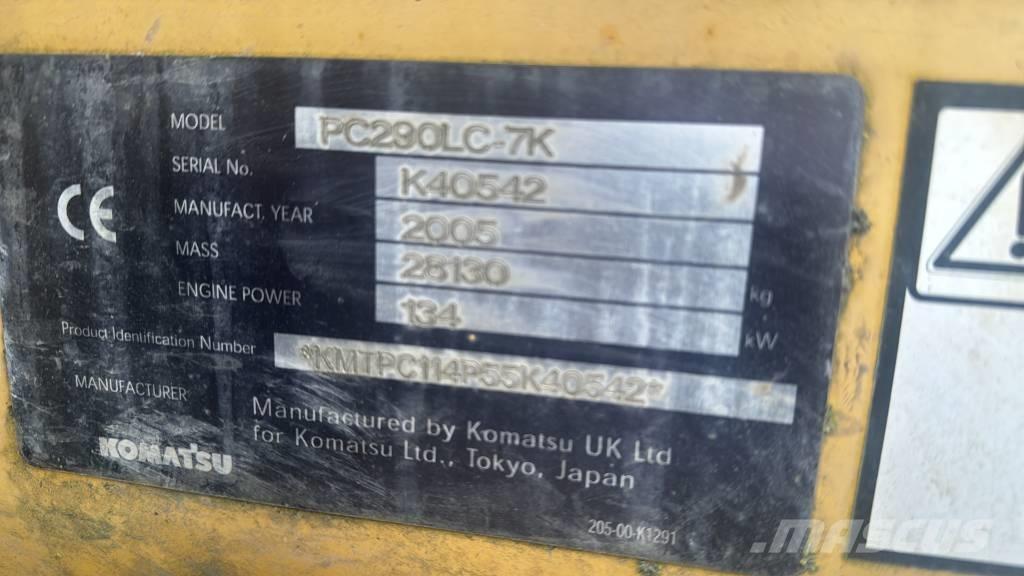 MODEL PC290LC-7K
SERIAL No. K40542
MANUFACT. YEAR 2005
MASS 28130 kg
ENGINE POWER 134 kW
Product Identification Number *KMTPC114P55K40542*
MANUFACTURER
Manufactured by Komatsu UK Ltd
for Komatsu Ltd., Tokyo, Japan
CE
KOMATSU
205-00-K1291
MASCUS